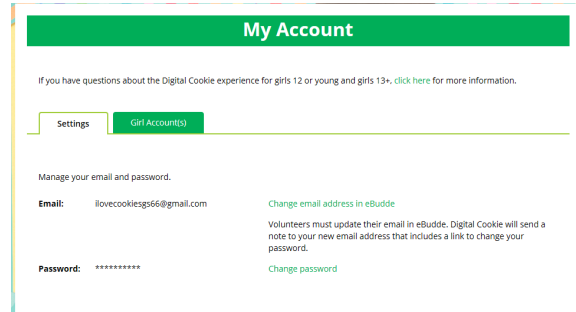 My Account
If you have questions about the Digital Cookie experience for girls 12 or young and girls 13+, click here for more information.
Settings
Girl Account(s)
Manage your email and password.
Email: ilovecookiesgs66@gmail.com Change email address in eBudde
Volunteers must update their email in eBudde. Digital Cookie will send a
note to your new email address that includes a link to change your
password.
Password: ********** Change password